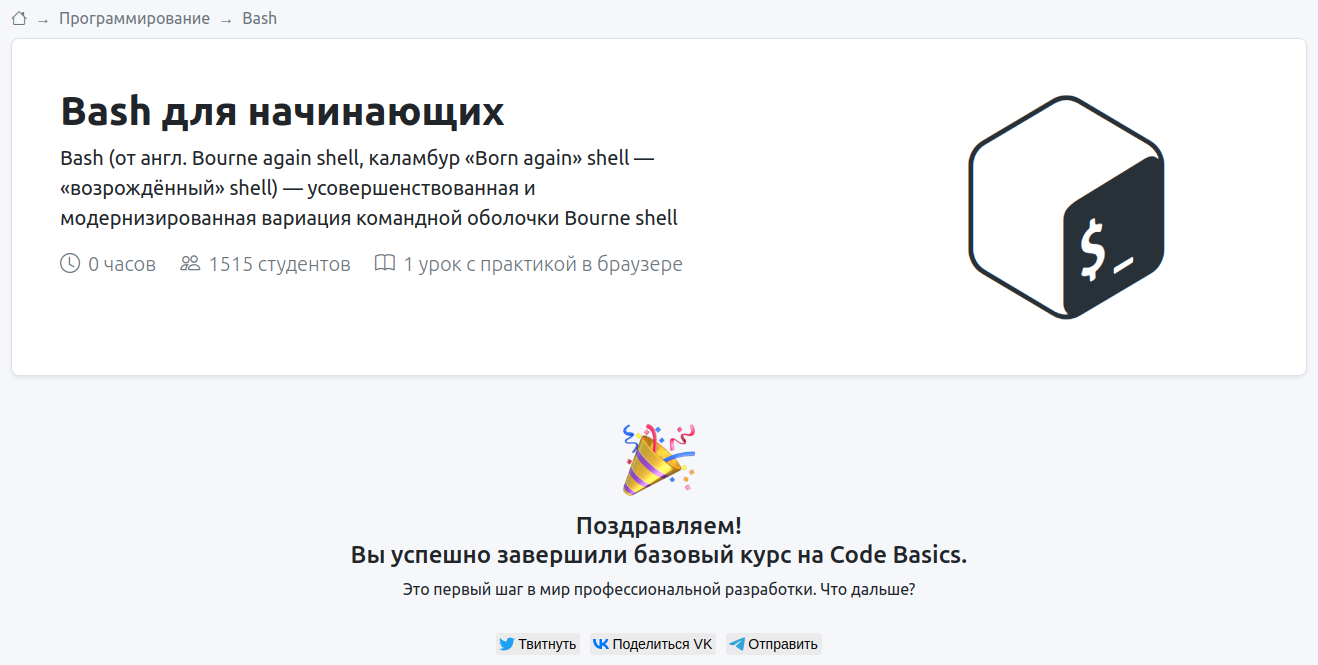 → Программирование → Bash
Bash для начинающих
Bash (от англ. Bourne again shell, каламбур «Born again» shell —
«возрождённый» shell) — усовершенствованная и
модернизированная вариация командной оболочки Bourne shell
0 часов 1515 студентов 1 урок с практикой в браузере
$_
Поздравляем!
Вы успешно завершили базовый курс на Code Basics.
Это первый шаг в мир профессиональной разработки. Что дальше?
Твитнуть Поделиться VK Отправить